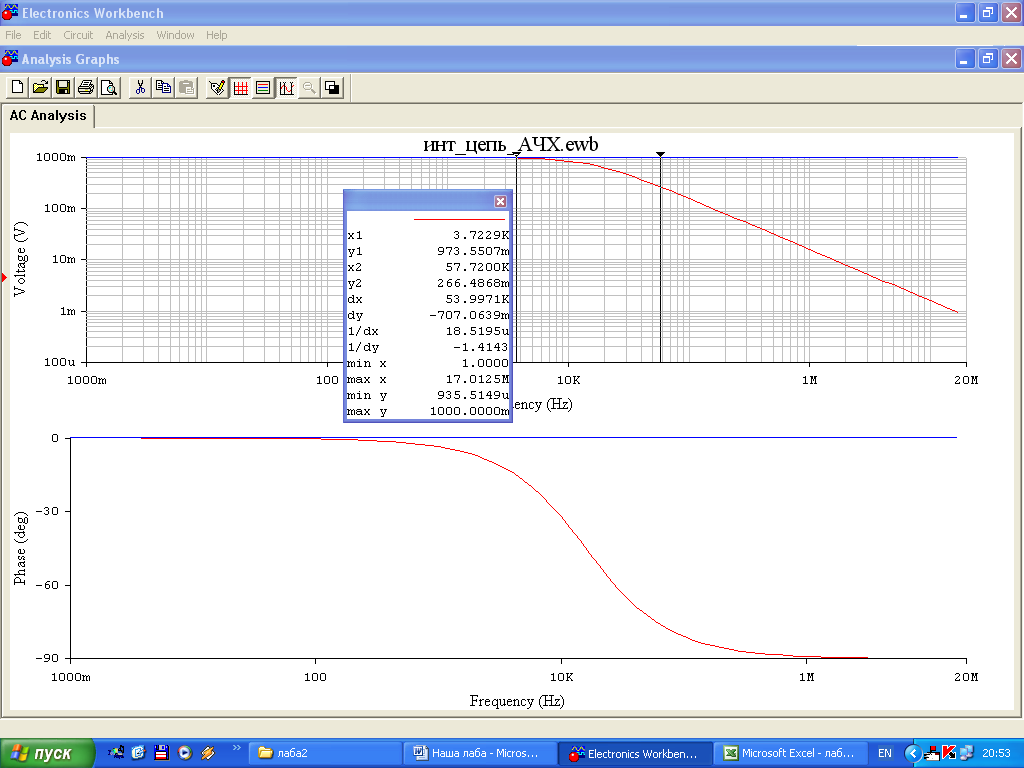 Electronics Workbench
File Edit Circuit Analysis Window Help
Analysis Graphs
AC Analysis
инт_цепь_АЧХ.ewb
1000m
100m
10m
1m
100u
Voltage (V)
1000m 100 10K 1M 20M
ency (Hz)
x1 3.7229K
y1 973.5507m
x2 57.7200K
y2 266.4868m
dx 53.9971K
dy -707.0639m
1/dx 18.5195u
1/dy -1.4143
min x 1.0000
max x 17.0125M
min y 935.5149u
max y 1000.0000m
0
-30
-60
-90
Phase (deg)
1000m 100 10K 1M 20M
Frequency (Hz)
пуск
»
лаба2
Наша лаба - Micros...
Electronics Workben...
Microsoft Excel - лаб...
EN
20:53